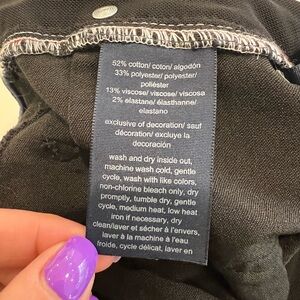 52% cotton/ coton/ algodón
33% polyester/ polyester/
poliéster
13% viscose/ viscose/ viscosa
2% elastane/ élasthanne/
elastano
exclusive of decoration/ sauf
décoration/ excluye la
decoración
wash and dry inside out,
machine wash cold, gentle
cycle, wash with like colors,
non-chlorine bleach only, dry
promptly, tumble dry, gentle
cycle, medium heat, low heat
iron if necessary, dry
clean/laver et sécher à l'envers,
laver à la machine à l'eau
froide, cycle délicat, laver en